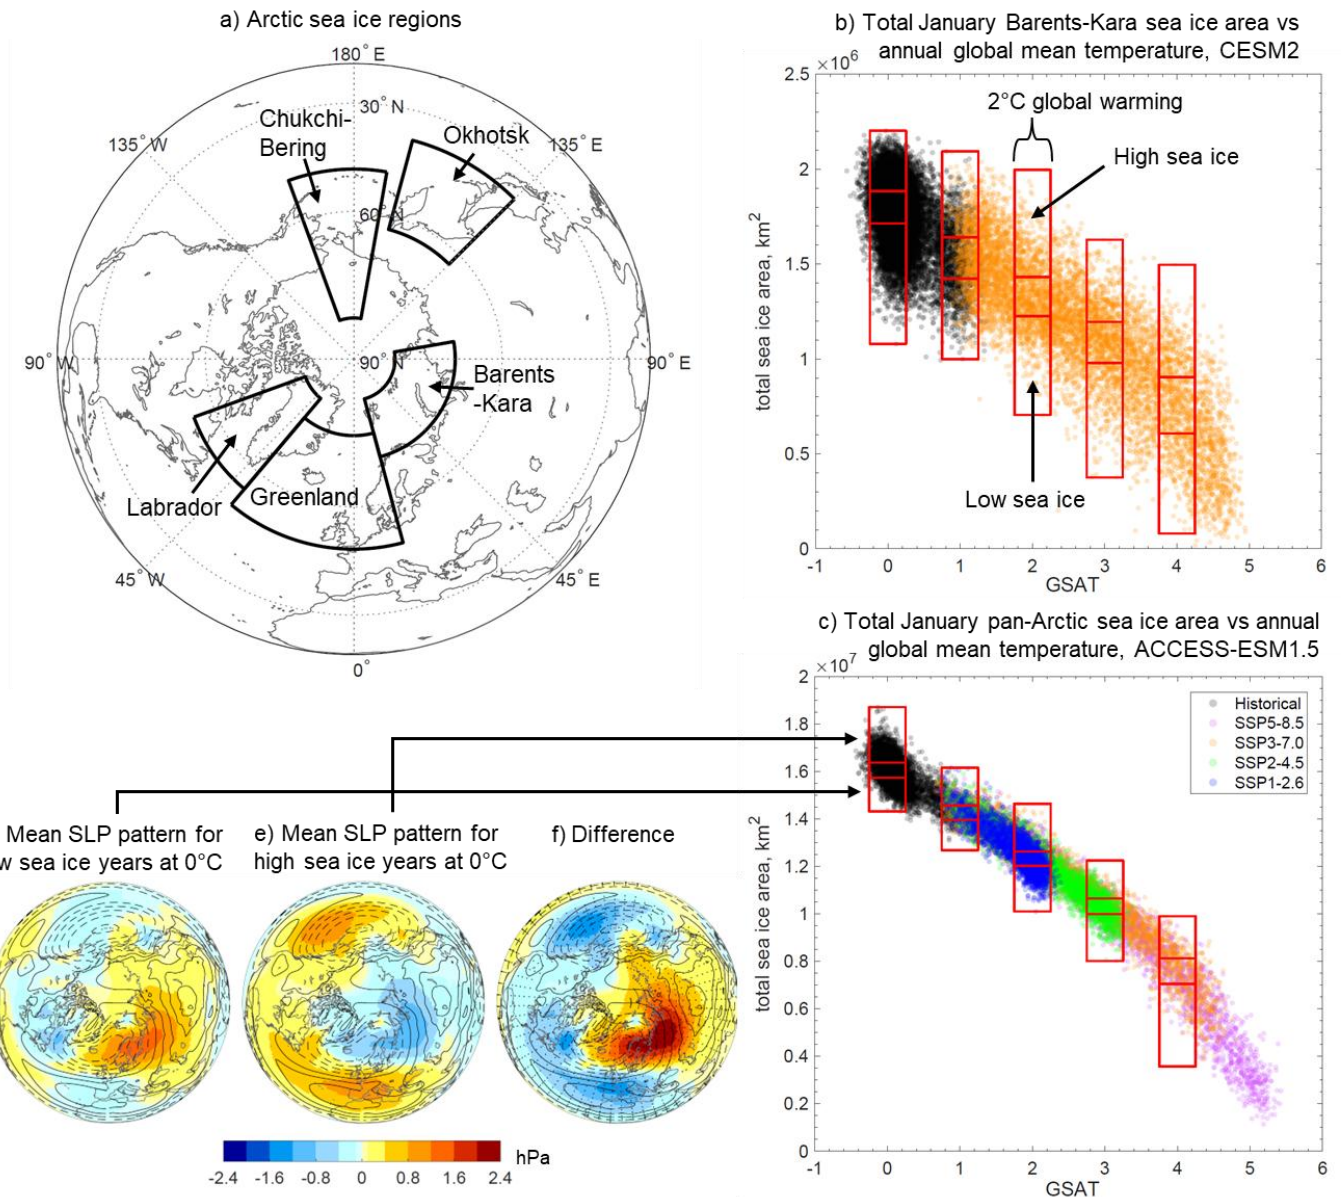 a) Arctic sea ice regions
180° E
30° N
Chukchi-
Bering
Okhotsk
135° W
135° E
60° N
90° W
90° N
90° E
Barents
-Kara
Labrador
Greenland
45° W
45° E
0°
b) Total January Barents-Kara sea ice area vs
annual global mean temperature, CESM2
×10⁶
2.5
2
1.5
1
0.5
0
total sea ice area, km²
2°C global warming
High sea ice
Low sea ice
-1 0 1 2 3 4 5 6
GSAT
c) Total January pan-Arctic sea ice area vs annual
global mean temperature, ACCESS-ESM1.5
×10⁷
2
1.8
1.6
1.4
1.2
1
0.8
0.6
0.4
0.2
0
total sea ice area, km²
Historical
SSP5-8.5
SSP3-7.0
SSP2-4.5
SSP1-2.6
-1 0 1 2 3 4 5 6
GSAT
Mean SLP pattern for
w sea ice years at 0°C
e) Mean SLP pattern for
high sea ice years at 0°C
f) Difference
-2.4 -1.6 -0.8 0 0.8 1.6 2.4
hPa